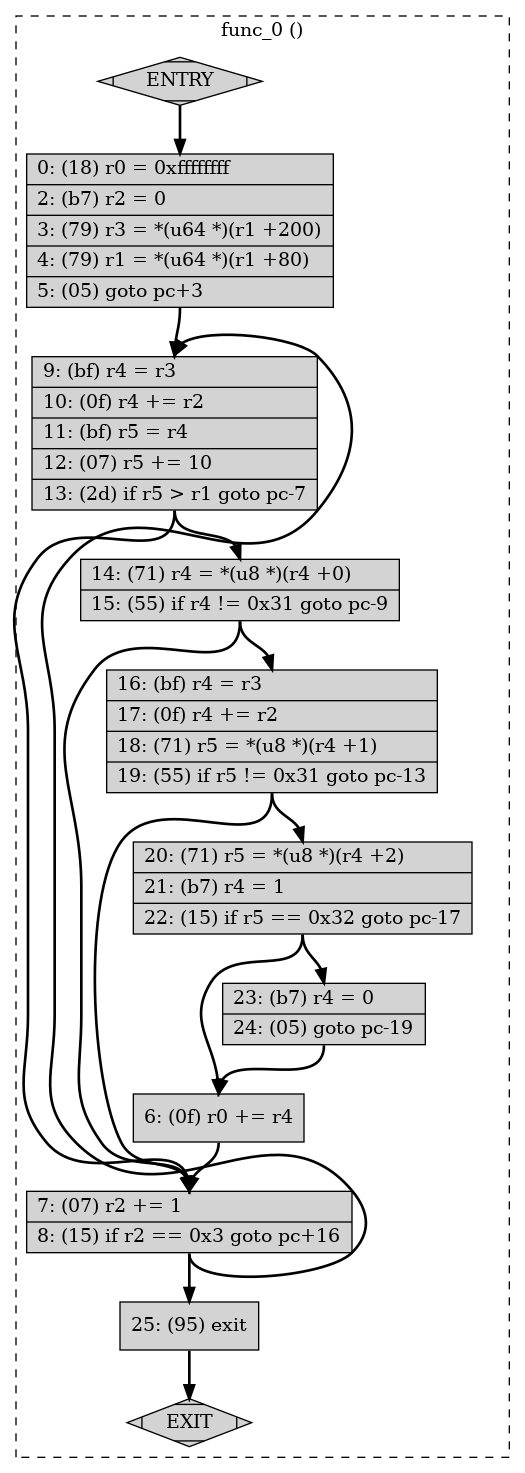 func_0 ()
ENTRY
0: (18) r0 = 0xffffffff
2: (b7) r2 = 0
3: (79) r3 = *(u64 *)(r1 +200)
4: (79) r1 = *(u64 *)(r1 +80)
5: (05) goto pc+3
9: (bf) r4 = r3
10: (0f) r4 += r2
11: (bf) r5 = r4
12: (07) r5 += 10
13: (2d) if r5 > r1 goto pc-7
14: (71) r4 = *(u8 *)(r4 +0)
15: (55) if r4 != 0x31 goto pc-9
16: (bf) r4 = r3
17: (0f) r4 += r2
18: (71) r5 = *(u8 *)(r4 +1)
19: (55) if r5 != 0x31 goto pc-13
20: (71) r5 = *(u8 *)(r4 +2)
21: (b7) r4 = 1
22: (15) if r5 == 0x32 goto pc-17
23: (b7) r4 = 0
24: (05) goto pc-19
6: (0f) r0 += r4
7: (07) r2 += 1
8: (15) if r2 == 0x3 goto pc+16
25: (95) exit
EXIT